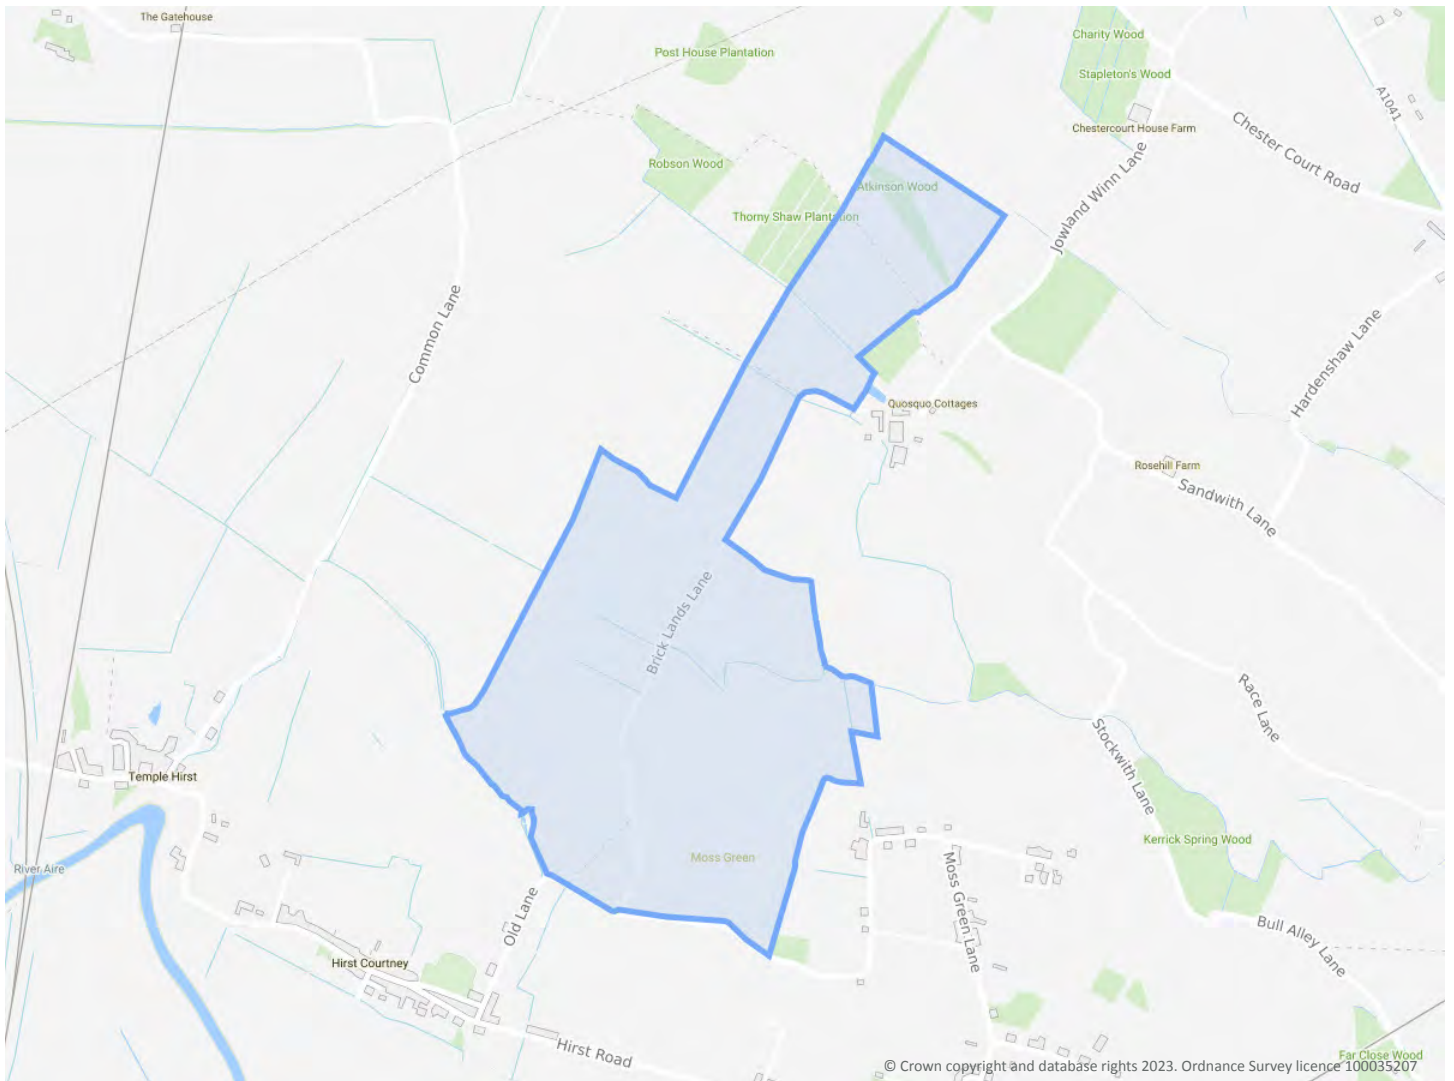 The Gatehouse
Post House Plantation
Charity Wood
Stapleton's Wood
A1041
Chestercourt House Farm
Chester Court Road
Robson Wood
Atkinson Wood
Thorny Shaw Plantation
Jowland Winn Lane
Common Lane
Hardenshaw Lane
Quosquo Cottages
Rosehill Farm
Sandwith Lane
Brick Lands Lane
Race Lane
Stockwith Lane
Temple Hirst
Kerrick Spring Wood
River Aire
Moss Green
Moss Green Lane
Old Lane
Bull Alley Lane
Hirst Courtney
Hirst Road
Far Close Wood
© Crown copyright and database rights 2023. Ordnance Survey licence 100035207